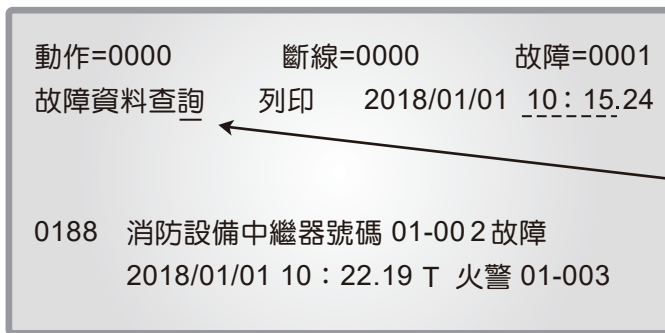 動作=0000 斷線=0000 故障=0001
故障資料查詢 列印 2018/01/01 10：15.24
0188 消防設備中繼器號碼 01-00 2 故障
2018/01/01 10：22.19 T 火警 01-003